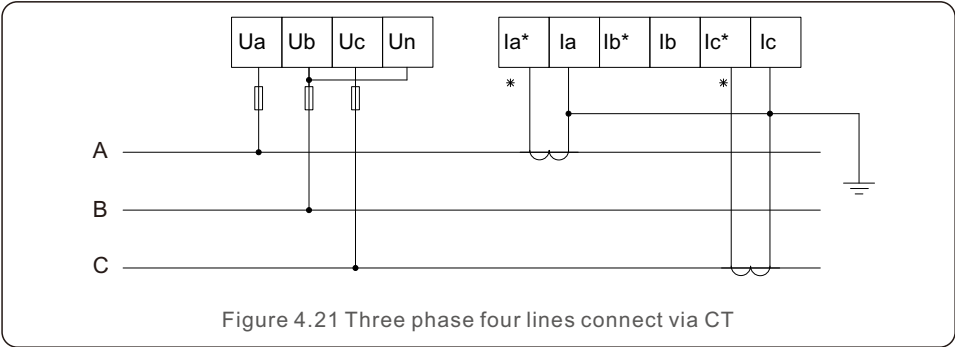 Ua Ub Uc Un Ia* Ia Ib* Ib Ic* Ic
* *
A
B
C
Figure 4.21 Three phase four lines connect via CT